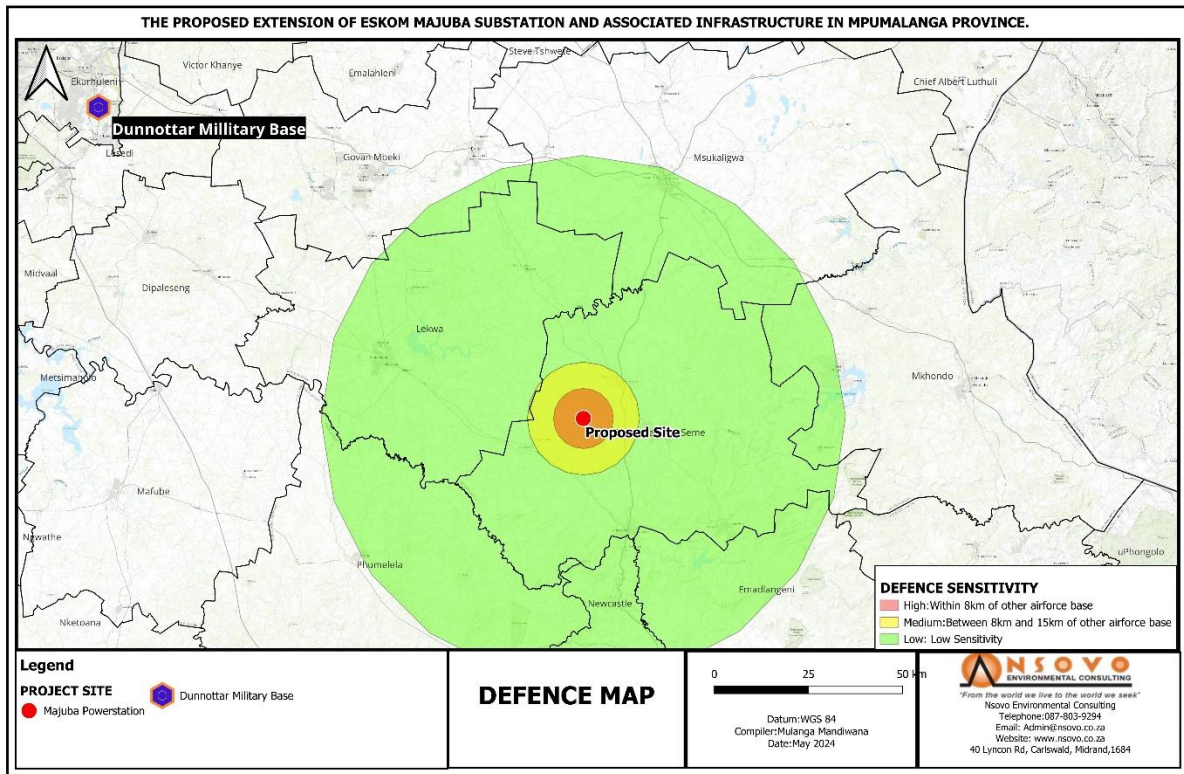 THE PROPOSED EXTENSION OF ESKOM MAJUBA SUBSTATION AND ASSOCIATED INFRASTRUCTURE IN MPUMALANGA PROVINCE.
Steve Tshwete
Victor Khanye
Emalahleni
Ekurhuleni
Chief Albert Luthuli
Dunnottar Millitary Base
Lesedi
Govan Mbeki
Msukaligwa
Midvaal
Dipaleseng
Lekwa
Metsimaholo
Mkhondo
Proposed Site
Seme
Mafube
Ngwathe
uPhongolo
Phumelela
Emadlangeni
Newcastle
Nketoana
DEFENCE SENSITIVITY
High:Within 8km of other airforce base
Medium:Between 8km and 15km of other airforce base
Low: Low Sensitivity
Legend
PROJECT SITE
Majuba Powerstation
Dunnottar Military Base
DEFENCE MAP
0 25 50 km
Datum:WGS 84
Compiler:Mulanga Mandiwana
Date:May 2024
NSOVO
ENVIRONMENTAL CONSULTING
"From the world we live to the world we seek"
Nsovo Environmental Consulting
Telephone:087-803-9294
Email: Admin@nsovo.co.za
Website: www.nsovo.co.za
40 Lyncon Rd, Carlswald, Midrand,1684